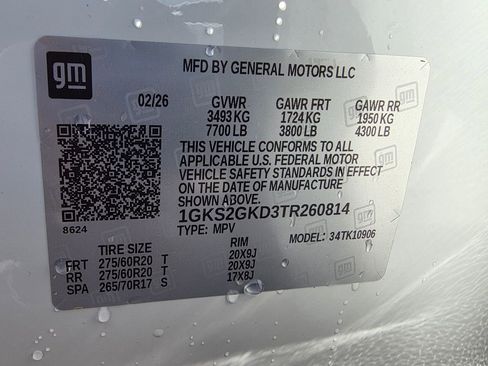 gm
MFD BY GENERAL MOTORS LLC
02/26 GVWR GAWR FRT GAWR RR
3493 KG 1724 KG 1950 KG
7700 LB 3800 LB 4300 LB
THIS VEHICLE CONFORMS TO ALL
APPLICABLE U.S. FEDERAL MOTOR
VEHICLE SAFETY STANDARDS IN EFFECT
ON THE DATE OF MANUFACTURE
SHOWN ABOVE.
1GKS2GKD3TR260814
8624 TYPE: MPV MODEL: 34TK10906
TIRE SIZE RIM
FRT 275/60R20 T 20X9J
RR 275/60R20 T 20X9J
SPA 265/70R17 S 17X8J